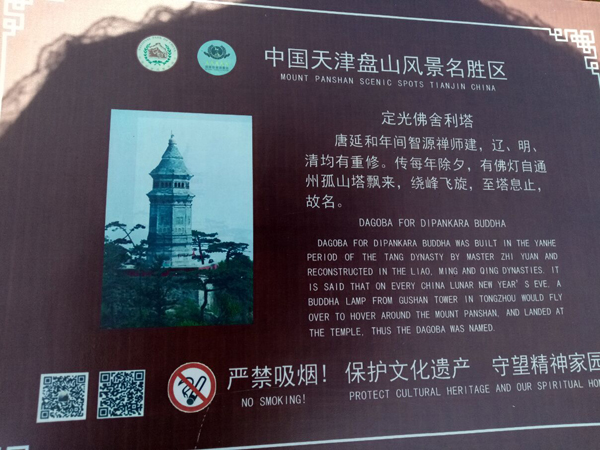 中国天津盘山风景名胜区
MOUNT PANSHAN SCENIC SPOTS TIANJIN CHINA
定光佛舍利塔
唐延和年间智源禅师建，辽、明、
清均有重修。传每年除夕，有佛灯自通
州孤山塔飘来，绕峰飞旋，至塔息止，
故名。
DAGOBA FOR DIPANKARA BUDDHA
DAGOBA FOR DIPANKARA BUDDHA WAS BUILT IN THE YANHE
PERIOD OF THE TANG DYNASTY BY MASTER ZHI YUAN AND
RECONSTRUCTED IN THE LIAO, MING AND QING DYNASTIES. IT
IS SAID THAT ON EVERY CHINA LUNAR NEW YEAR'S EVE, A
BUDDHA LAMP FROM GUSHAN TOWER IN TONGZHOU WOULD FLY
OVER TO HOVER AROUND THE MOUNT PANSHAN, AND LANDED AT
THE TEMPLE, THUS THE DAGOBA WAS NAMED.
严禁吸烟！ 保护文化遗产 守望精神家园
NO SMOKING! PROTECT CULTURAL HERITAGE AND OUR SPIRITUAL